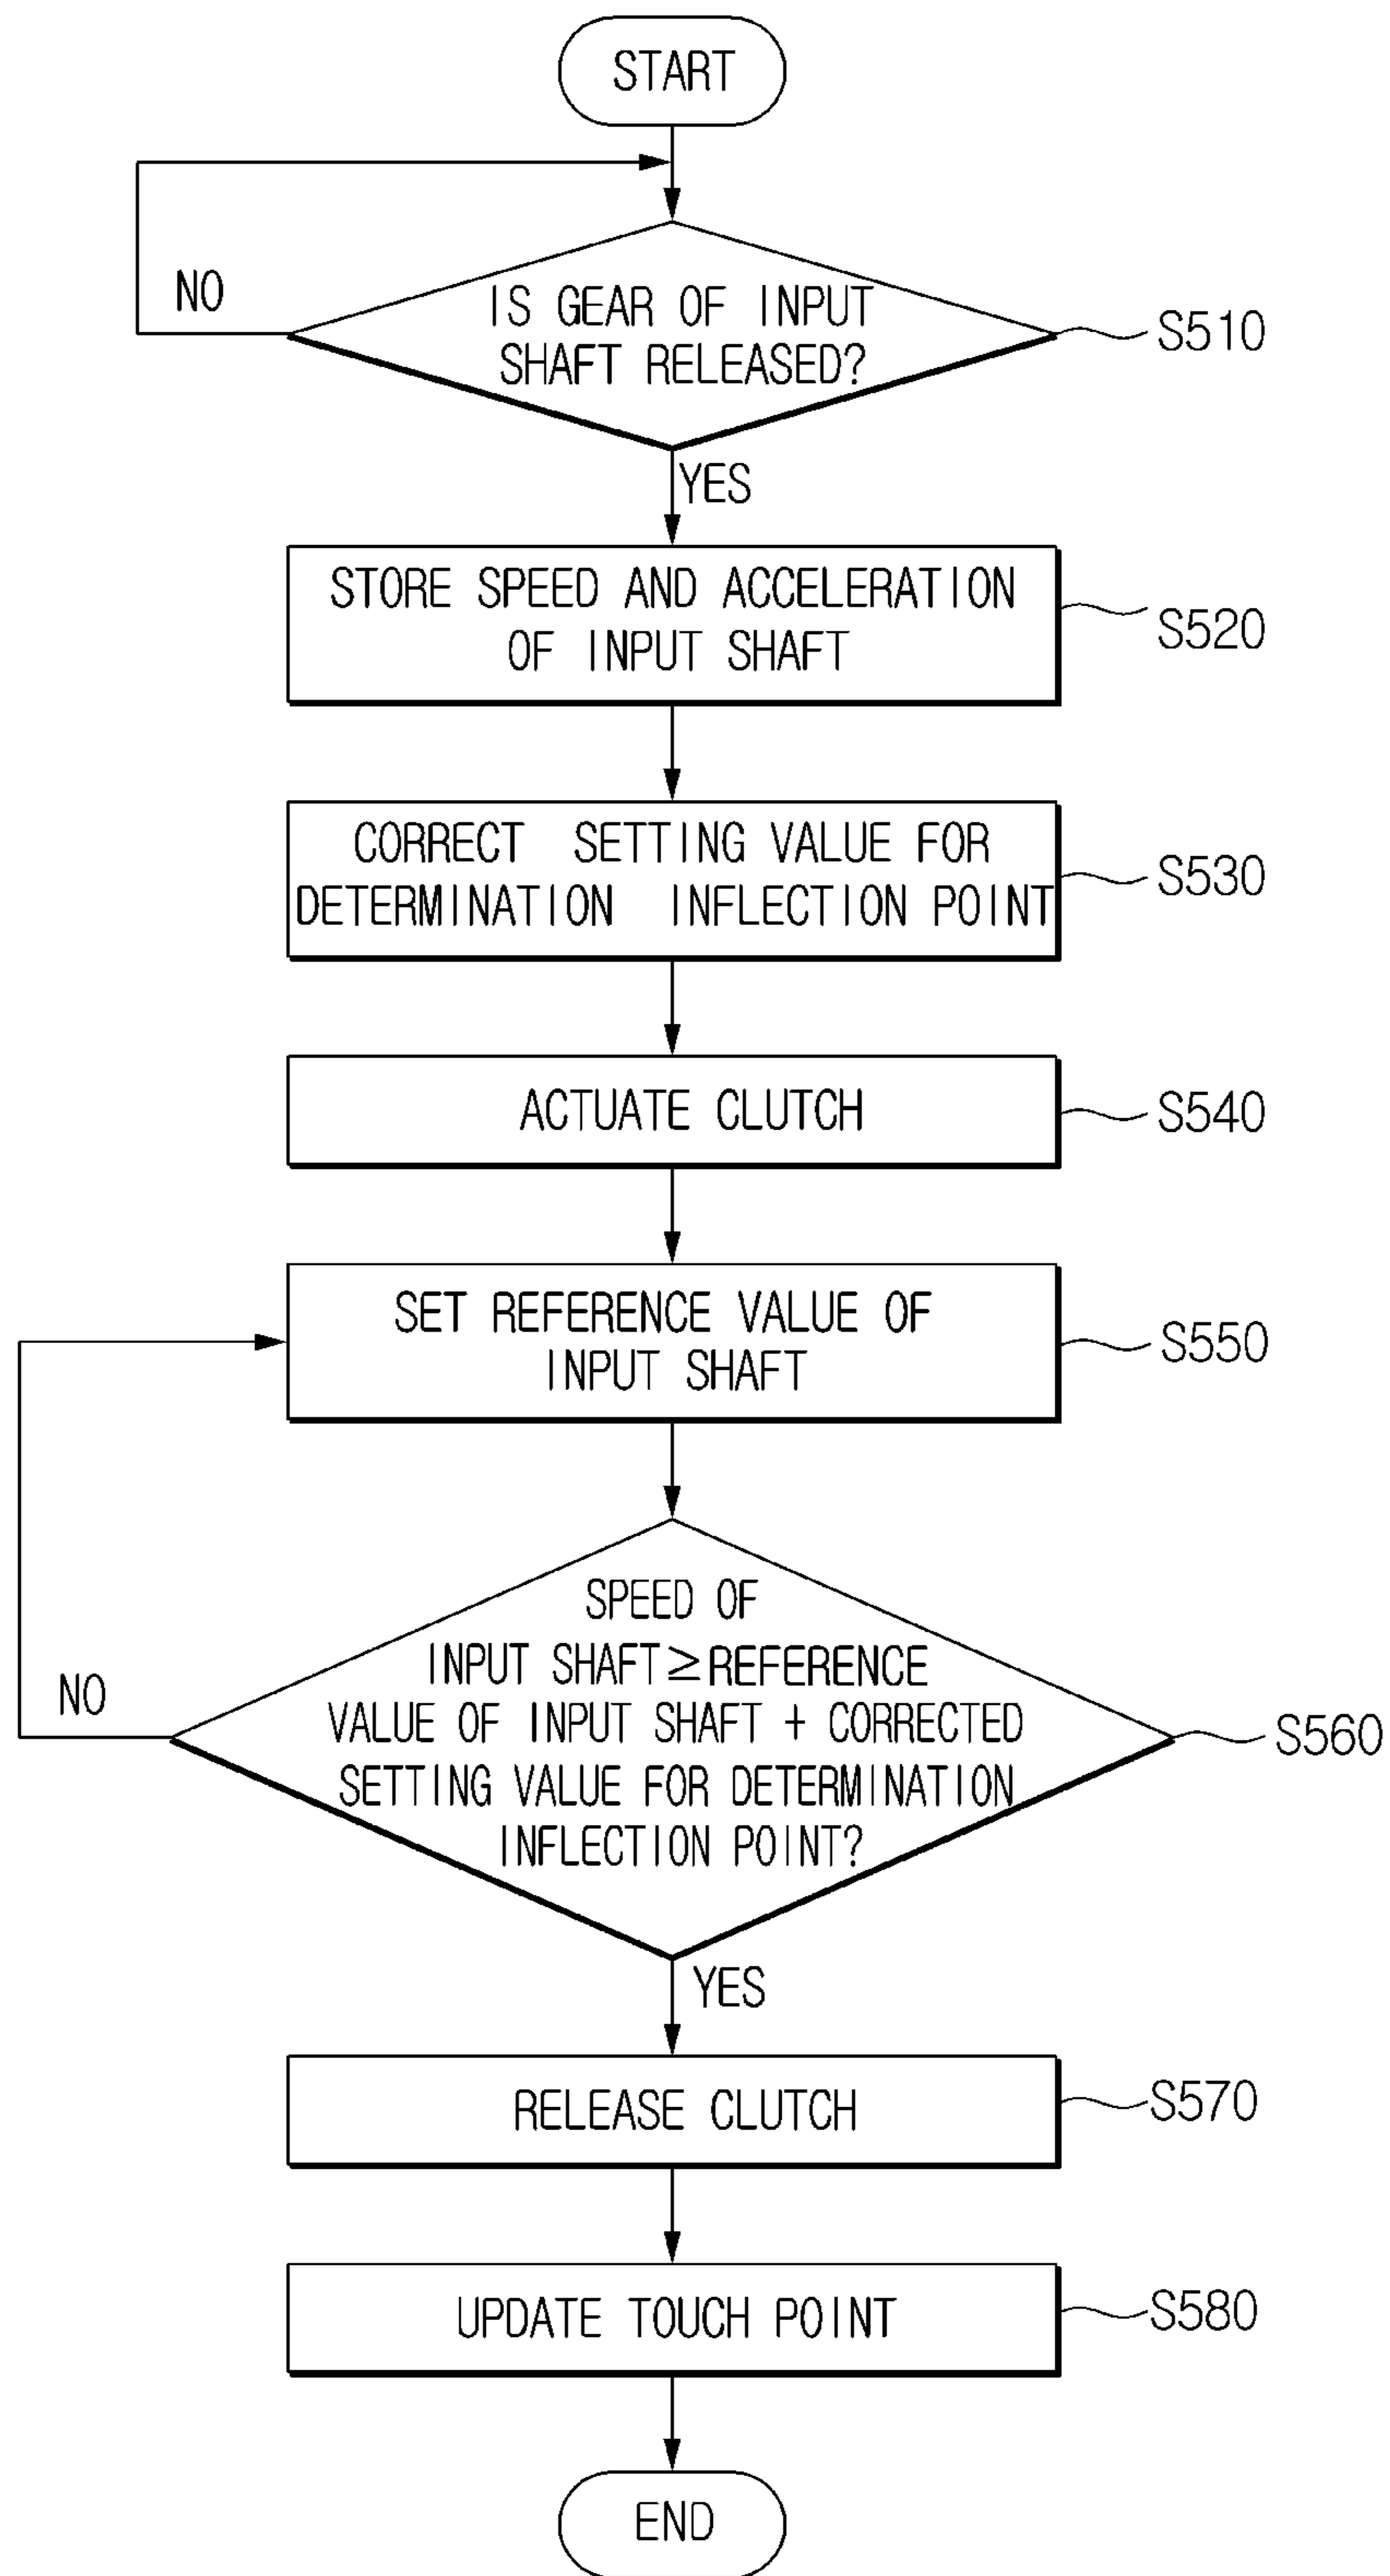 START
NO
IS GEAR OF INPUT
SHAFT RELEASED?
S510
YES
STORE SPEED AND ACCELERATION
OF INPUT SHAFT
S520
CORRECT SETTING VALUE FOR
DETERMINATION INFLECTION POINT
S530
ACTUATE CLUTCH
S540
SET REFERENCE VALUE OF
INPUT SHAFT
S550
SPEED OF
INPUT SHAFT≥REFERENCE
VALUE OF INPUT SHAFT + CORRECTED
SETTING VALUE FOR DETERMINATION
INFLECTION POINT?
NO
S560
YES
RELEASE CLUTCH
S570
UPDATE TOUCH POINT
S580
END